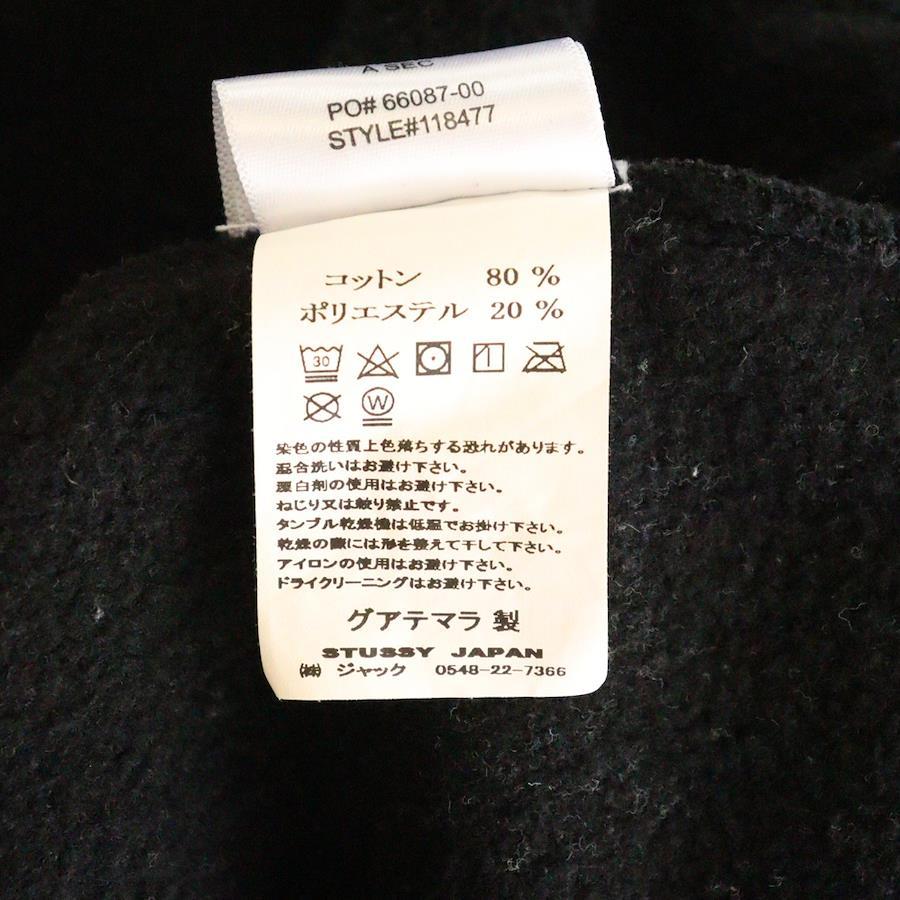 A SEC
PO# 66087-00
STYLE#118477
コットン 80 %
ポリエステル 20 %
30
1
W
染色の性質上色落ちする恐れがあります。
混合洗いはお避け下さい。
漂白剤の使用はお避け下さい。
ねじり又は絞り禁止です。
タンブル乾燥機は低温でお掛け下さい。
乾燥の際には形を整えて干して下さい。
アイロンの使用はお避け下さい。
ドライクリーニングはお避け下さい。
グアテマラ 製
STUSSY JAPAN
㈱ ジャック 0548-22-7366